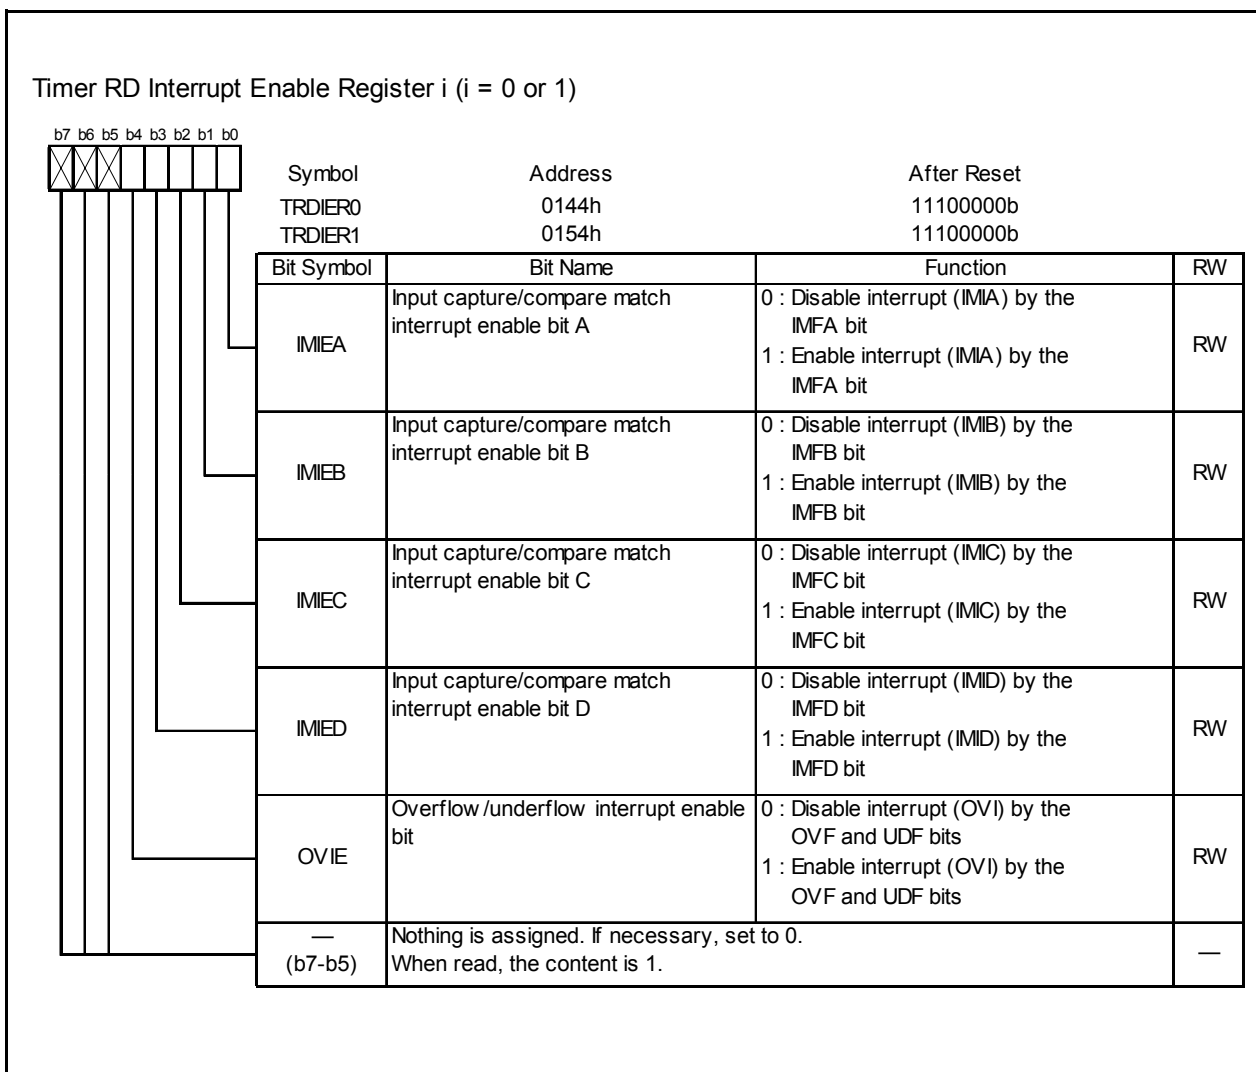 Timer RD Interrupt Enable Register i (i = 0 or 1)
b7 b6 b5 b4 b3 b2 b1 b0
Symbol Address After Reset
TRDIER0 0144h 11100000b
TRDIER1 0154h 11100000b
Bit Symbol Bit Name Function RW
IMIEA
Input capture/compare match
interrupt enable bit A
0 : Disable interrupt (IMIA) by the
IMFA bit
1 : Enable interrupt (IMIA) by the
IMFA bit
RW
IMIEB
Input capture/compare match
interrupt enable bit B
0 : Disable interrupt (IMIB) by the
IMFB bit
1 : Enable interrupt (IMIB) by the
IMFB bit
RW
IMIEC
Input capture/compare match
interrupt enable bit C
0 : Disable interrupt (IMIC) by the
IMFC bit
1 : Enable interrupt (IMIC) by the
IMFC bit
RW
IMIED
Input capture/compare match
interrupt enable bit D
0 : Disable interrupt (IMID) by the
IMFD bit
1 : Enable interrupt (IMID) by the
IMFD bit
RW
OVIE
Overflow/underflow interrupt enable
bit
0 : Disable interrupt (OVI) by the
OVF and UDF bits
1 : Enable interrupt (OVI) by the
OVF and UDF bits
RW
—
(b7-b5)
Nothing is assigned. If necessary, set to 0.
When read, the content is 1.
—